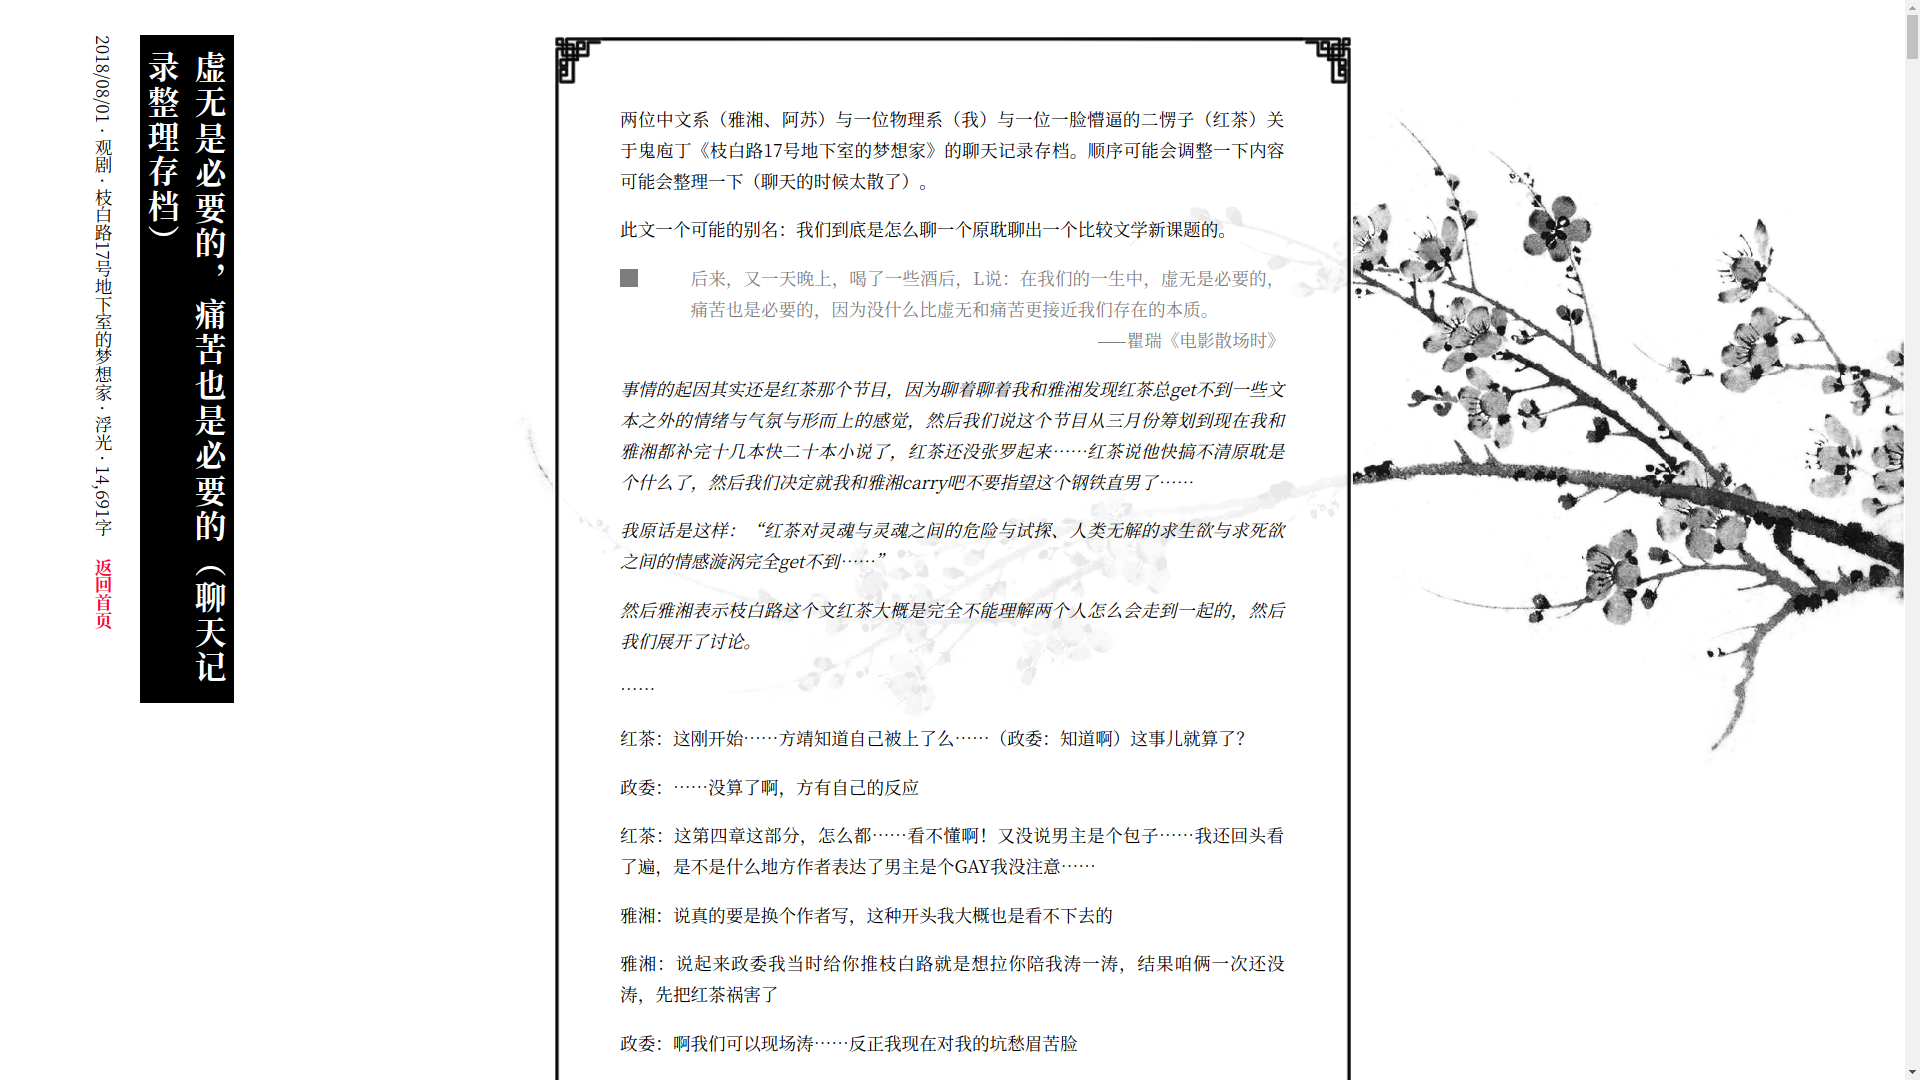 虚无是必要的，痛苦也是必要的（聊天记
录整理存档）
2018/08/01 · 观剧 · 枝白路17号地下室的梦想家 · 浮光 · 14,691字
返回首页
两位中文系（雅湘、阿苏）与一位物理系（我）与一位一脸懵逼的二愣子（红茶）关
于鬼庖丁《枝白路17号地下室的梦想家》的聊天记录存档。顺序可能会调整一下内容
可能会整理一下（聊天的时候太散了）。
此文一个可能的别名：我们到底是怎么聊一个原耽聊出一个比较文学新课题的。
后来，又一天晚上，喝了一些酒后，L说：在我们的一生中，虚无是必要的，
痛苦也是必要的，因为没什么比虚无和痛苦更接近我们存在的本质。
——瞿瑞《电影散场时》
事情的起因其实还是红茶那个节目，因为聊着聊着我和雅湘发现红茶总get不到一些文
本之外的情绪与气氛与形而上的感觉，然后我们说这个节目从三月份筹划到现在我和
雅湘都补完十几本快二十本小说了，红茶还没张罗起来……红茶说他快搞不清原耽是
个什么了，然后我们决定就我和雅湘carry吧不要指望这个钢铁直男了……
我原话是这样：“红茶对灵魂与灵魂之间的危险与试探、人类无解的求生欲与求死欲
之间的情感漩涡完全get不到……”
然后雅湘表示枝白路这个文红茶大概是完全不能理解两个人怎么会走到一起的，然后
我们展开了讨论。
……
红茶：这刚开始……方靖知道自己被上了么……（政委：知道啊）这事儿就算了？
政委：……没算了啊，方有自己的反应
红茶：这第四章这部分，怎么都……看不懂啊！又没说男主是个包子……我还回头看
了遍，是不是什么地方作者表达了男主是个GAY我没注意……
雅湘：说真的要是换个作者写，这种开头我大概也是看不下去的
雅湘：说起来政委我当时给你推枝白路就是想拉你陪我涛一涛，结果咱俩一次还没
涛，先把红茶祸害了
政委：啊我们可以现场涛……反正我现在对我的坑愁眉苦脸